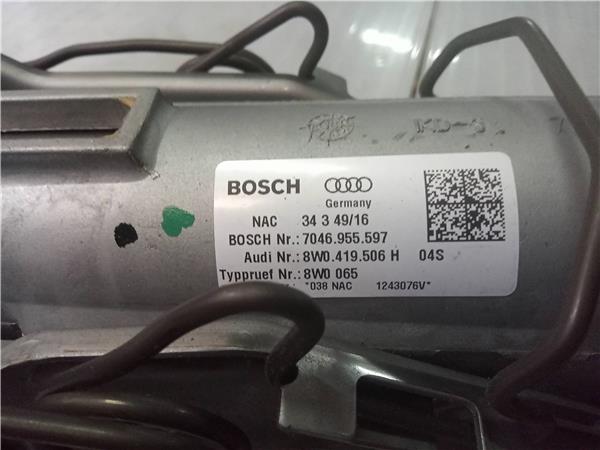 KD-S
BOSCH
Germany
NAC 34 3 49/16
BOSCH Nr.: 7046.955.597
Audi Nr.: 8W0.419.506 H 04S
Typpruef Nr.: 8W0 065
*038 NAC 1243076V*